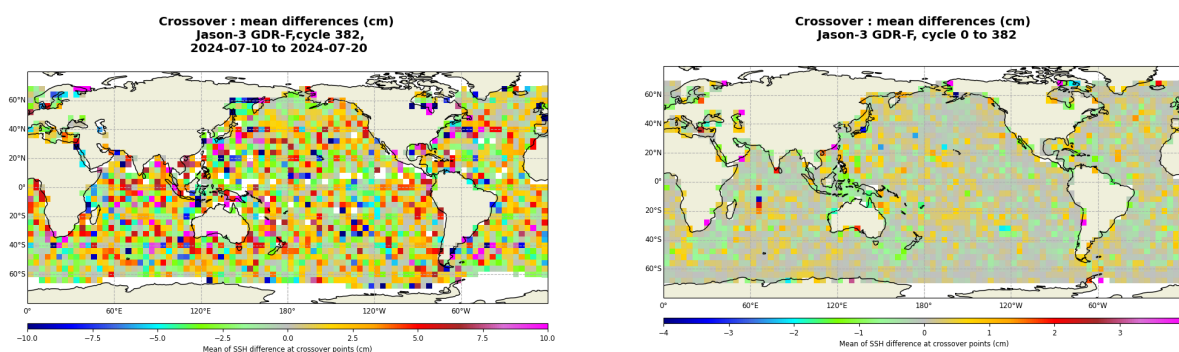 Crossover : mean differences (cm)
Jason-3 GDR-F,cycle 382,
2024-07-10 to 2024-07-20
60°N
40°N
20°N
0°
20°S
40°S
60°S
0° 60°E 120°E 180° 120°W 60°W
−10.0 −7.5 −5.0 −2.5 0.0 2.5 5.0 7.5 10.0
Mean of SSH difference at crossover points (cm)
Crossover : mean differences (cm)
Jason-3 GDR-F, cycle 0 to 382
60°N
40°N
20°N
0°
20°S
40°S
60°S
0° 60°E 120°E 180° 120°W 60°W
−4 −3 −2 −1 0 1 2 3
Mean of SSH difference at crossover points (cm)